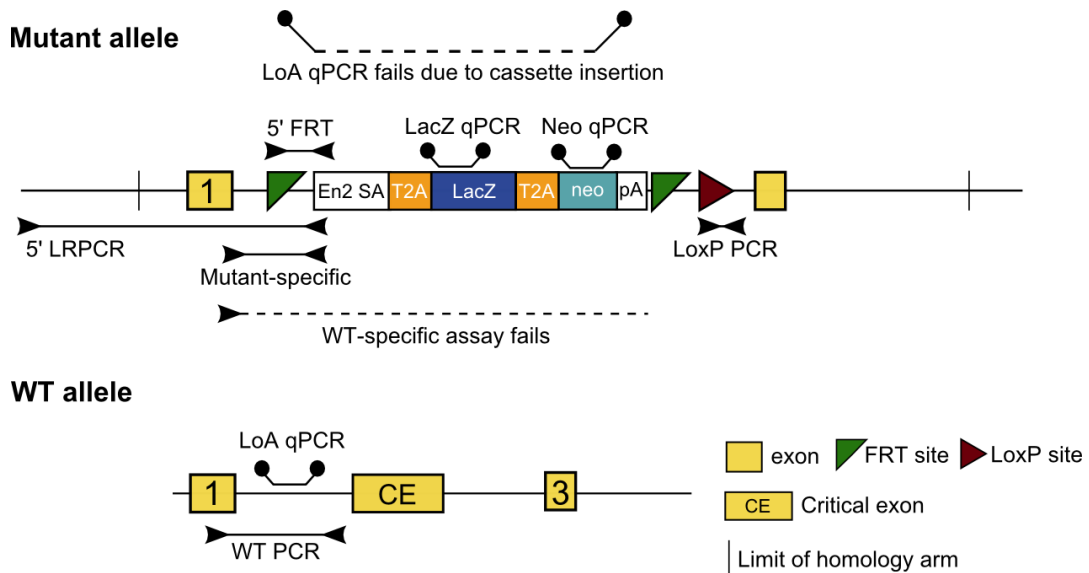 Mutant allele
LoA qPCR fails due to cassette insertion
5' FRT
LacZ qPCR
Neo qPCR
1
En2 SA
T2A
LacZ
T2A
neo
pA
5' LRPCR
LoxP PCR
Mutant-specific
WT-specific assay fails
WT allele
LoA qPCR
1
CE
3
WT PCR
exon
FRT site
LoxP site
CE
Critical exon
Limit of homology arm